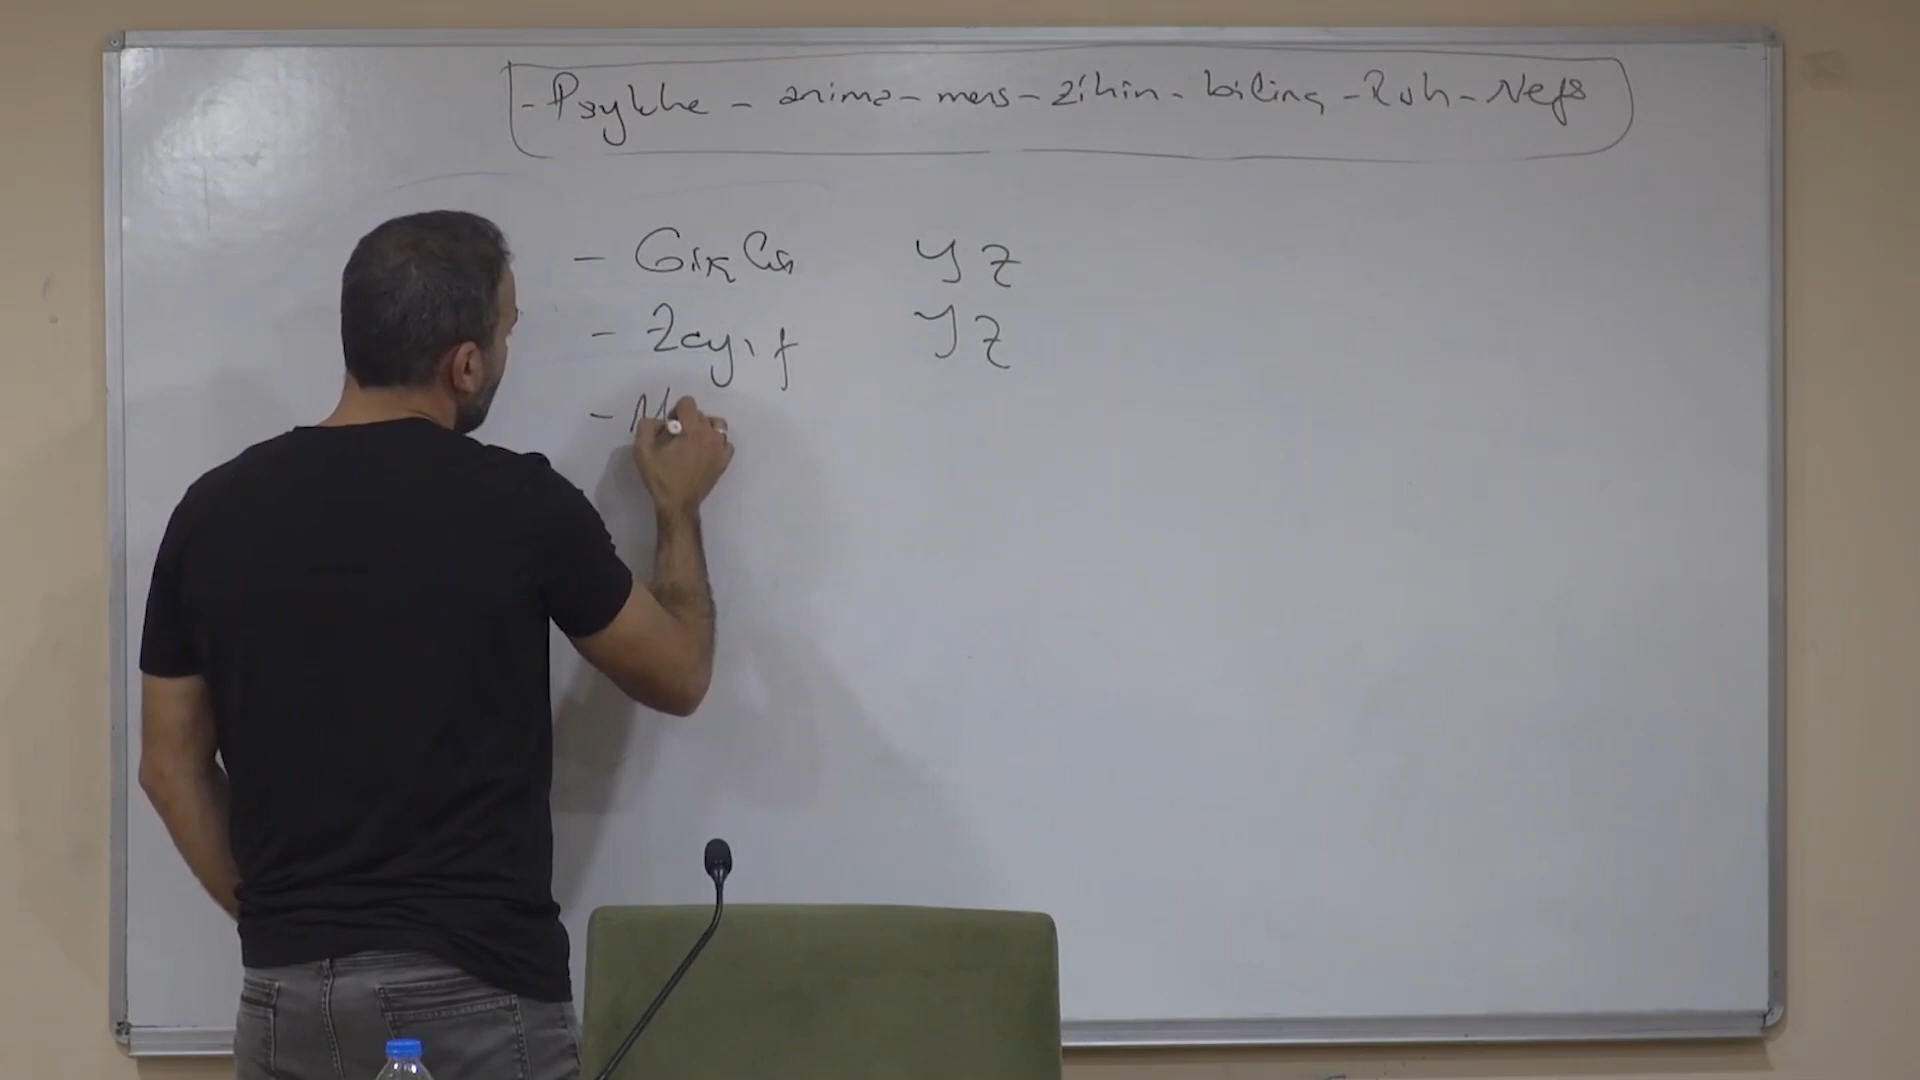 - Psykhe - anima - mens - zihin - bilinç - Ruh - Nefs
- Güçlü YZ
- Zayıf YZ
- M